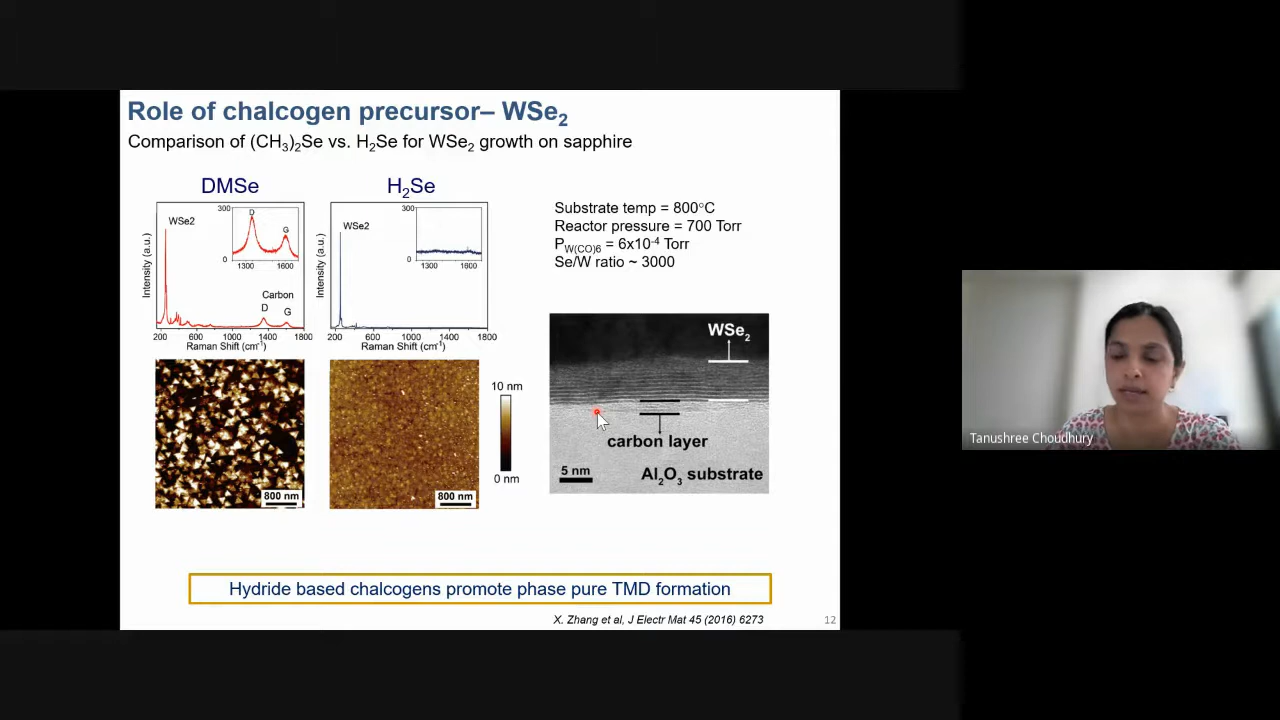 Role of chalcogen precursor– WSe2
Comparison of (CH3)2Se vs. H2Se for WSe2 growth on sapphire
DMSe
H2Se
WSe2
300
D
G
0
1300
1600
Carbon
D
G
Intensity (a.u.)
200
600
1000
1400
1800
Raman Shift (cm-1)
WSe2
300
0
1300
1600
Intensity (a.u.)
200
600
1000
1400
1800
Raman Shift (cm-1)
Substrate temp = 800°C
Reactor pressure = 700 Torr
PW(CO)6 = 6x10-4 Torr
Se/W ratio ~ 3000
800 nm
800 nm
10 nm
0 nm
WSe2
carbon layer
5 nm
Al2O3 substrate
Hydride based chalcogens promote phase pure TMD formation
X. Zhang et al, J Electr Mat 45 (2016) 6273
12
Tanushree Choudhury